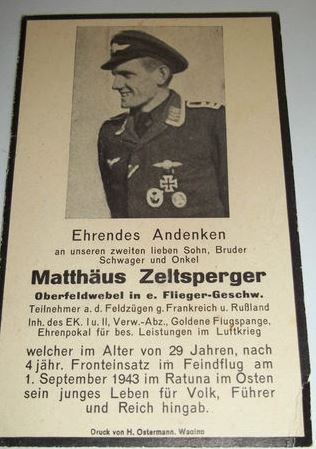 Ehrendes Andenken
an unseren zweiten lieben Sohn, Bruder
Schwager und Onkel
Matthäus Zeltsperger
Oberfeldwebel in e. Flieger-Geschw.
Teilnehmer a. d. Feldzügen g. Frankreich u. Rußland
Inh. des EK. I u. II, Verw.-Abz., Goldene Flugspange,
Ehrenpokal für bes. Leistungen im Luftkrieg
welcher im Alter von 29 Jahren, nach
4 jähr. Fronteinsatz im Feindflug am
1. September 1943 im Ratuna im Osten
sein junges Leben für Volk, Führer
und Reich hingab.
Druck von H. Ostermann,